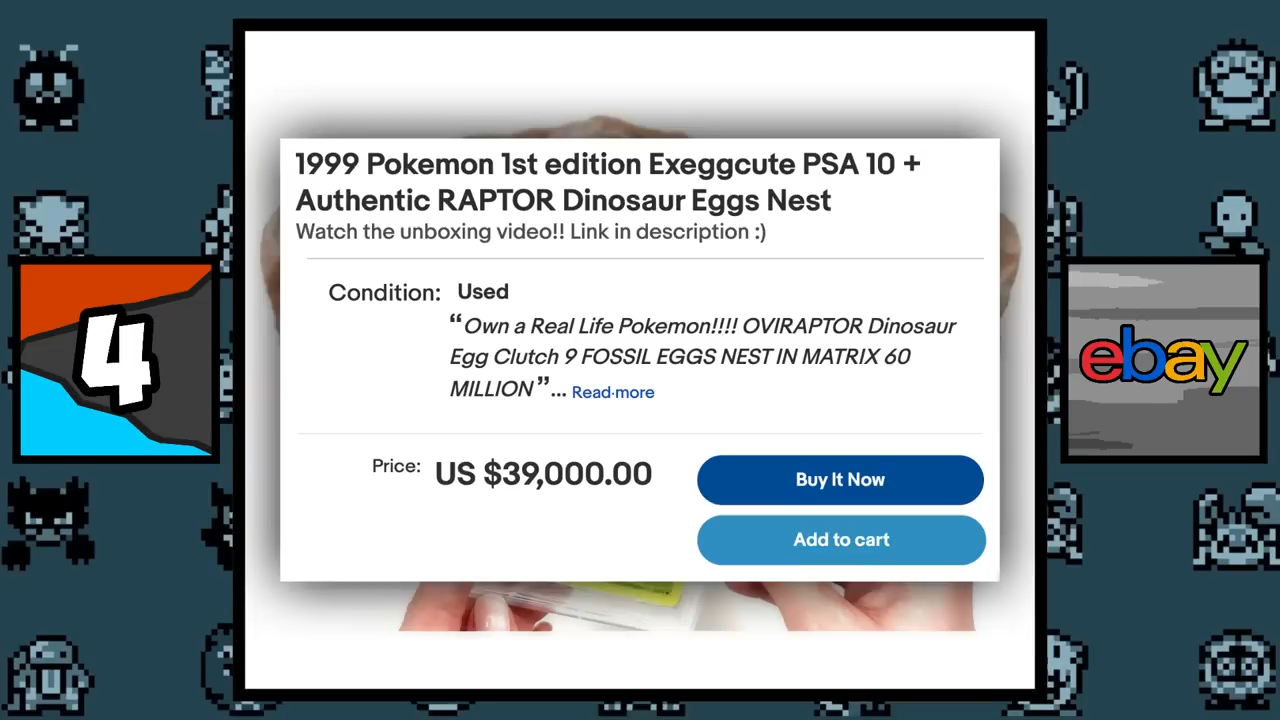 1999 Pokemon 1st edition Exeggcute PSA 10 +
Authentic RAPTOR Dinosaur Eggs Nest
Watch the unboxing video!! Link in description :)
Condition: Used
“Own a Real Life Pokemon!!!! OVIRAPTOR Dinosaur
Egg Clutch 9 FOSSIL EGGS NEST IN MATRIX 60
MILLION ”... Read more
Price: US $39,000.00
Buy It Now
Add to cart
4
ebay